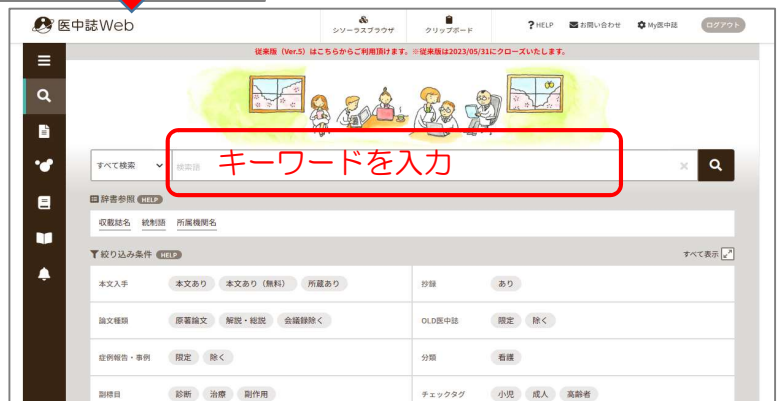 医中誌Web
シソーラスブラウザ
クリップボード
?HELP
お問い合わせ
My医中誌
ログアウト
従来版（Ver.5）はこちらからご利用頂けます。※従来版は2023/05/31にクローズいたします。
すべて検索
検索語
キーワードを入力
辞書参照 HELP
収載誌名 統制語 所属機関名
絞り込み条件 HELP
すべて表示
本文入手 本文あり 本文あり（無料） 所蔵あり
抄録 あり
論文種類 原著論文 解説・総説 会議録除く
OLD医中誌 限定 除く
症例報告・事例 限定 除く
分類 看護
副標目 診断 治療 副作用
チェックタグ 小児 成人 高齢者